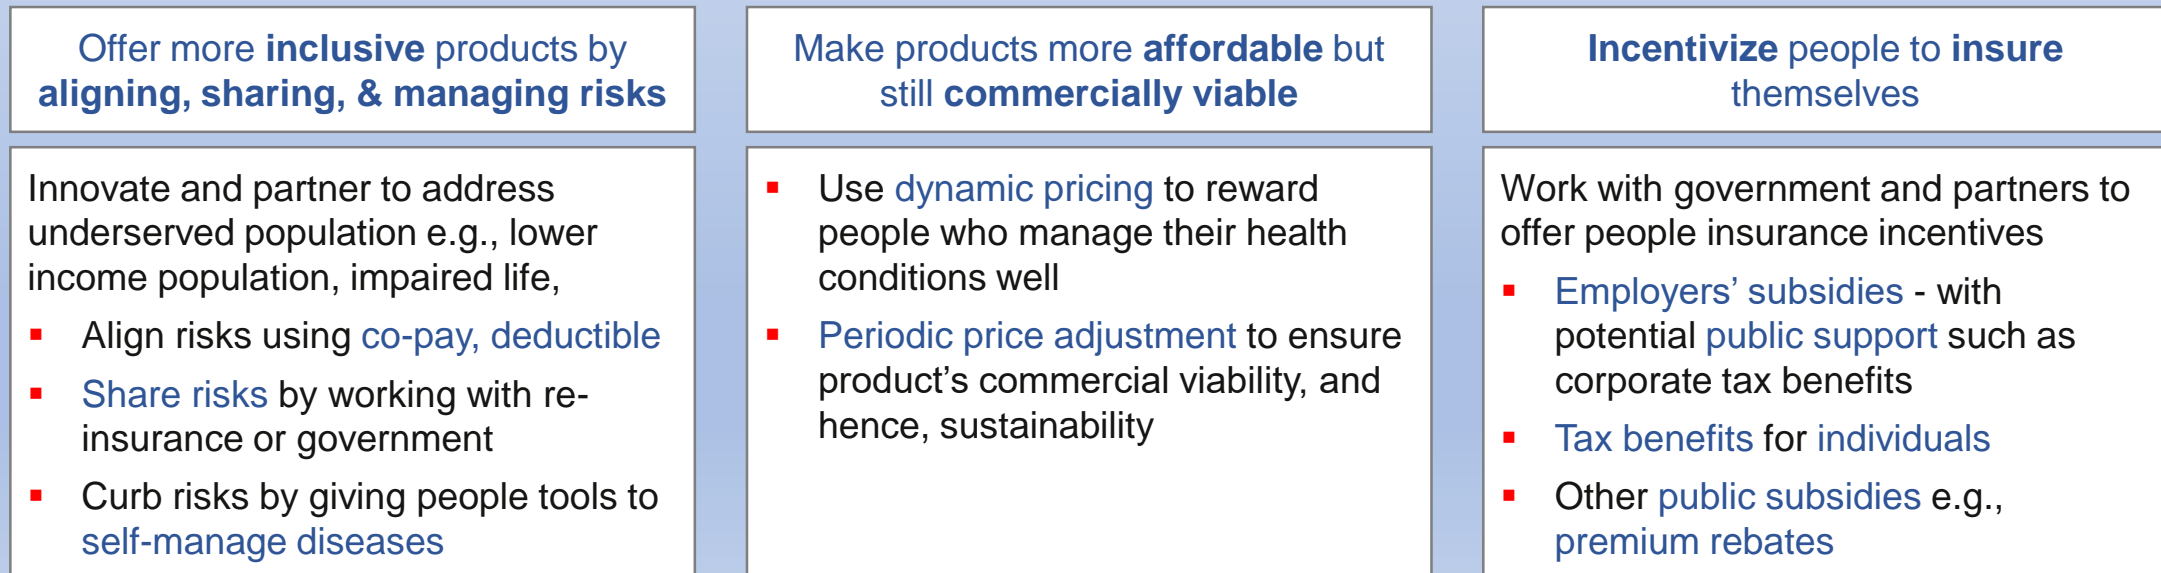 Offer more inclusive products by
aligning, sharing, & managing risks
Innovate and partner to address
underserved population e.g., lower
income population, impaired life,
▪ Align risks using co-pay, deductible
▪ Share risks by working with re-
insurance or government
▪ Curb risks by giving people tools to
self-manage diseases
Make products more affordable but
still commercially viable
▪ Use dynamic pricing to reward
people who manage their health
conditions well
▪ Periodic price adjustment to ensure
product’s commercial viability, and
hence, sustainability
Incentivize people to insure
themselves
Work with government and partners to
offer people insurance incentives
▪ Employers’ subsidies - with
potential public support such as
corporate tax benefits
▪ Tax benefits for individuals
▪ Other public subsidies e.g.,
premium rebates